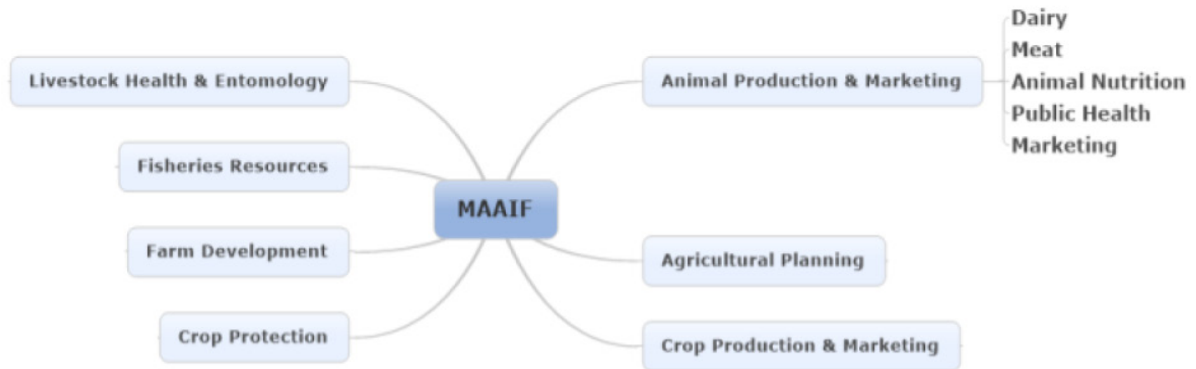 Livestock Health & Entomology
Fisheries Resources
Farm Development
Crop Protection
MAAIF
Animal Production & Marketing
Dairy
Meat
Animal Nutrition
Public Health
Marketing
Agricultural Planning
Crop Production & Marketing